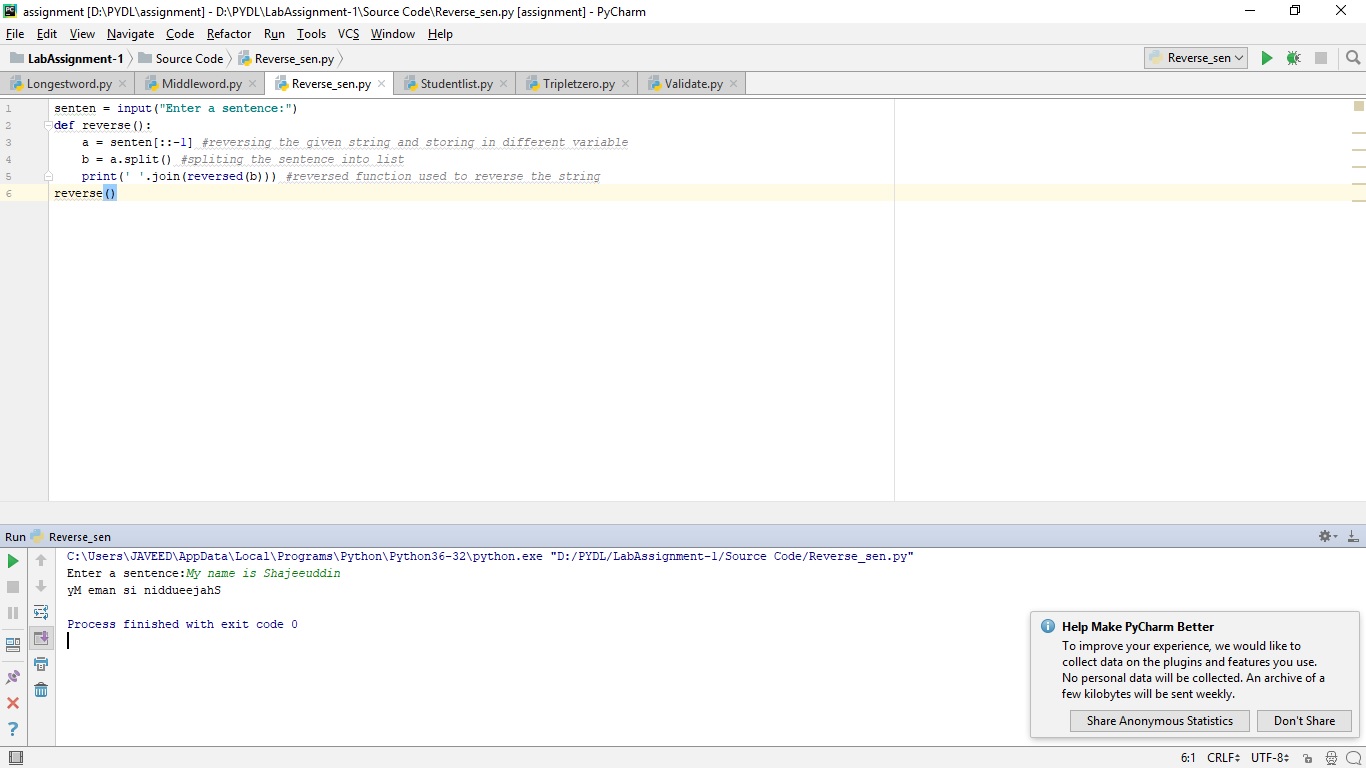 assignment [D:\PYDL\assignment] - D:\PYDL\LabAssignment-1\Source Code\Reverse_sen.py [assignment] - PyCharm
File Edit View Navigate Code Refactor Run Tools VCS Window Help
LabAssignment-1 Source Code Reverse_sen.py Reverse_sen
Longestword.py Middleword.py Reverse_sen.py Studentlist.py Tripletzero.py Validate.py
1 senten = input("Enter a sentence:")
2 def reverse():
3 a = senten[::-1] #reversing the given string and storing in different variable
4 b = a.split() #spliting the sentence into list
5 print(' '.join(reversed(b))) #reversed function used to reverse the string
6 reverse()
Run Reverse_sen
C:\Users\JAVEED\AppData\Local\Programs\Python\Python36-32\python.exe "D:/PYDL/LabAssignment-1/Source Code/Reverse_sen.py"
Enter a sentence:My name is Shajeeuddin
yM eman si niddueejahS
Process finished with exit code 0
Help Make PyCharm Better
To improve your experience, we would like to
collect data on the plugins and features you use.
No personal data will be collected. An archive of a
few kilobytes will be sent weekly.
Share Anonymous Statistics Don't Share
6:1 CRLF UTF-8